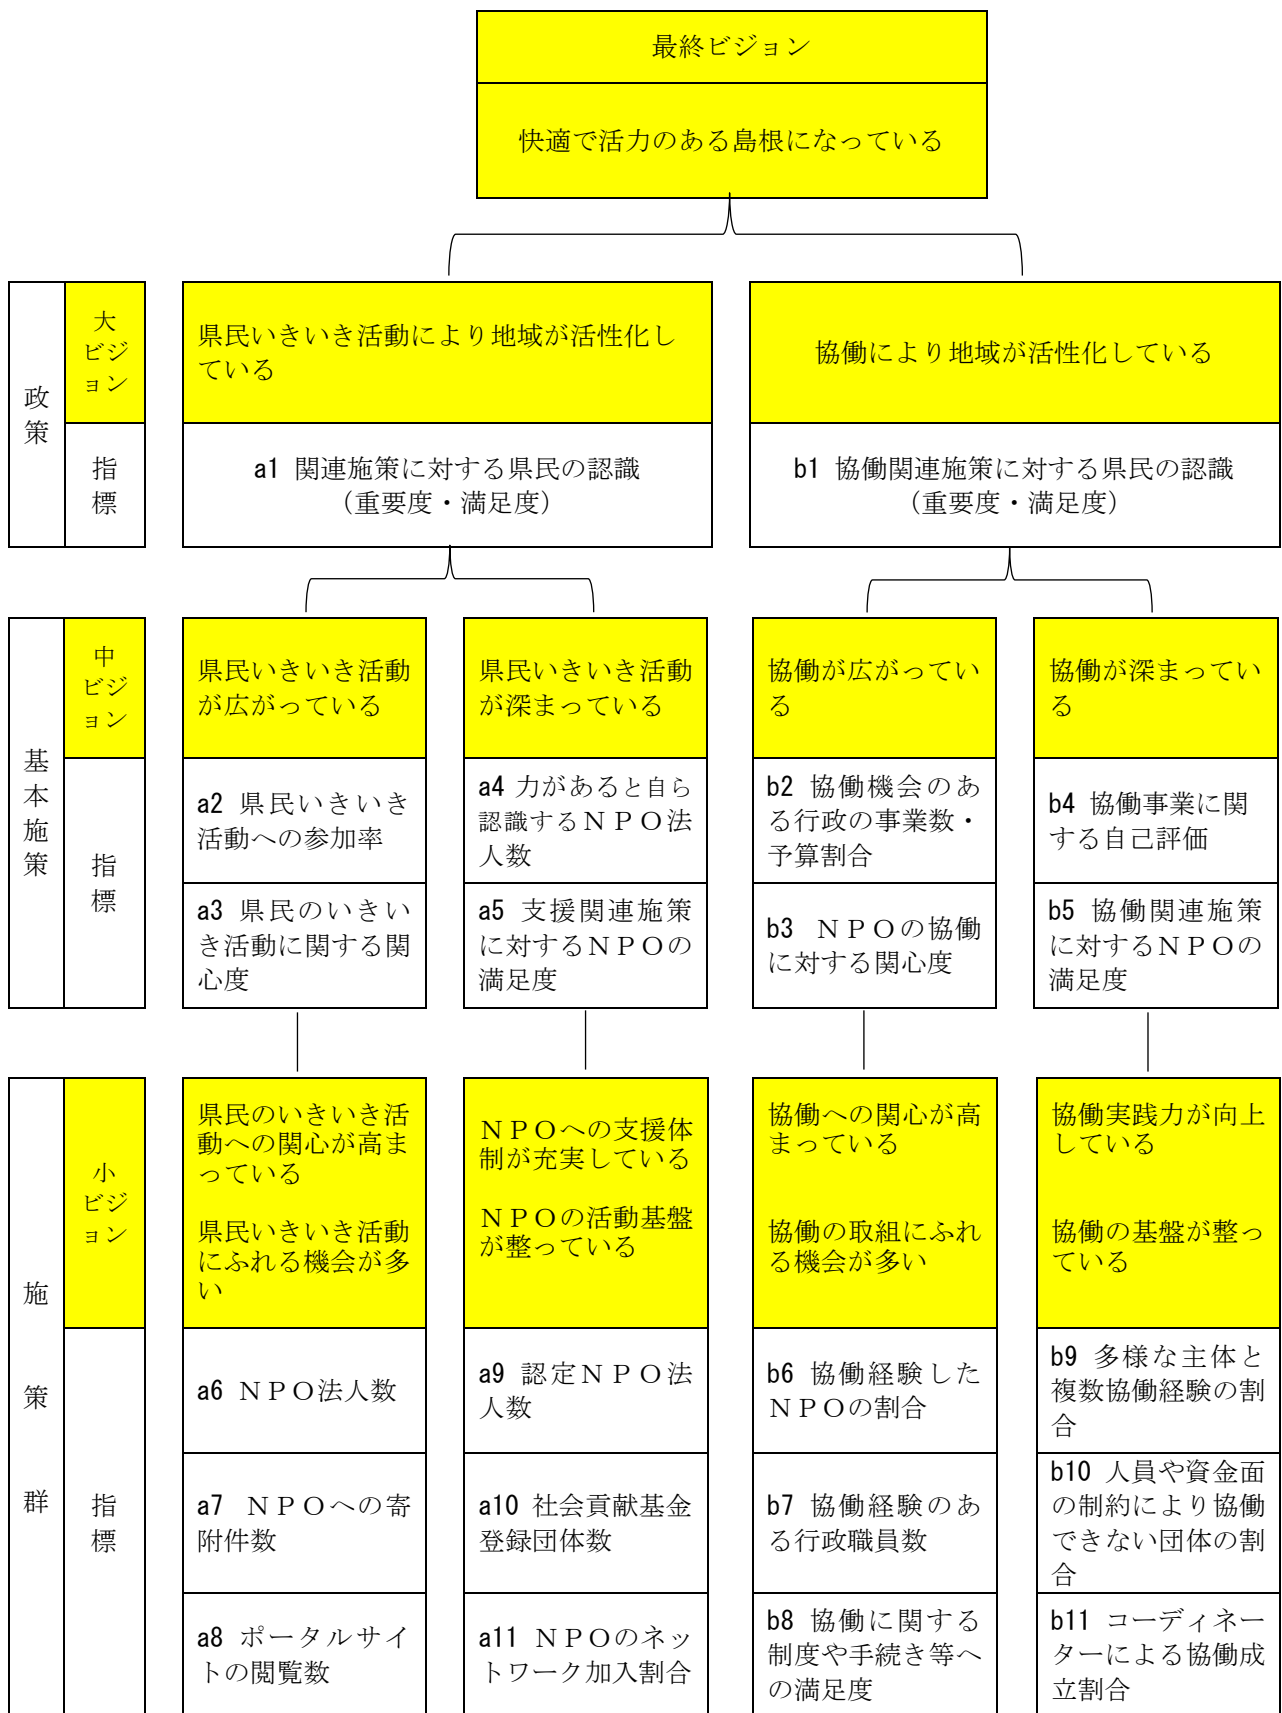 最終ビジョン
快適で活力のある島根になっている
政
策
大
ビジ
ョン
県民いきいき活動により地域が活性化し
ている
協働により地域が活性化している
指
標
a1 関連施策に対する県民の認識
（重要度・満足度）
b1 協働関連施策に対する県民の認識
（重要度・満足度）
基
本
施
策
中
ビジ
ョン
県民いきいき活動
が広がっている
県民いきいき活動
が深まっている
協働が広がってい
る
協働が深まってい
る
指
標
a2 県民いきいき
活動への参加率
a4 力があると自ら
認識するＮＰＯ法
人数
b2 協働機会のあ
る行政の事業数・
予算割合
b4 協働事業に関
する自己評価
a3 県民のいきい
き活動に関する関
心度
a5 支援関連施策
に対するＮＰＯの
満足度
b3 ＮＰＯの協働
に対する関心度
b5 協働関連施策
に対するＮＰＯの
満足度
施
策
群
小
ビジ
ョン
県民のいきいき活
動への関心が高ま
っている
県民いきいき活動
にふれる機会が多
い
ＮＰＯへの支援体
制が充実している
ＮＰＯの活動基盤
が整っている
協働への関心が高
まっている
協働の取組にふれ
る機会が多い
協働実践力が向上
している
協働の基盤が整っ
ている
指
標
a6 ＮＰＯ法人数
a9 認定ＮＰＯ法
人数
b6 協働経験した
ＮＰＯの割合
b9 多様な主体と
複数協働経験の割
合
a7 ＮＰＯへの寄
附件数
a10 社会貢献基金
登録団体数
b7 協働経験のあ
る行政職員数
b10 人員や資金面
の制約により協働
できない団体の割
合
a8 ポータルサイ
トの閲覧数
a11 ＮＰＯのネッ
トワーク加入割合
b8 協働に関する
制度や手続き等へ
の満足度
b11 コーディネー
ターによる協働成
立割合